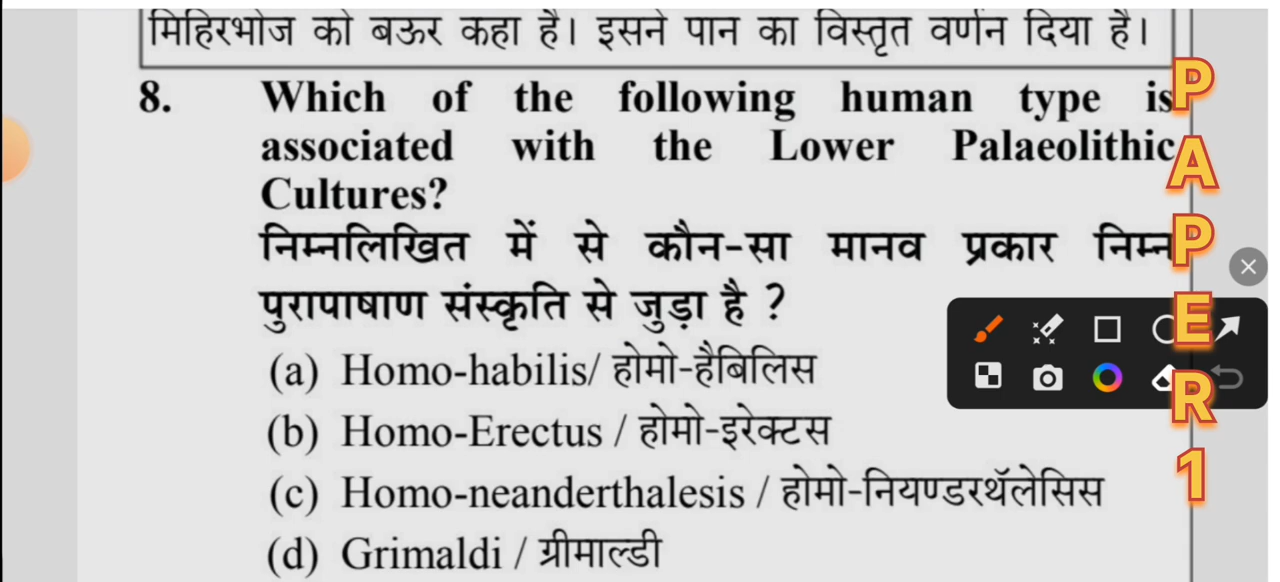 मिहिरभोज को बऊर कहा है। इसने पान का विस्तृत वर्णन दिया है।
8. Which of the following human type is
associated with the Lower Palaeolithic
Cultures?
निम्नलिखित में से कौन-सा मानव प्रकार निम्न
पुरापाषाण संस्कृति से जुड़ा है ?
(a) Homo-habilis/ होमो-हैबिलिस
(b) Homo-Erectus / होमो-इरेक्टस
(c) Homo-neanderthalesis / होमो-नियण्डरथॅलेसिस
(d) Grimaldi / ग्रीमाल्डी
P
A
P
E
R
1